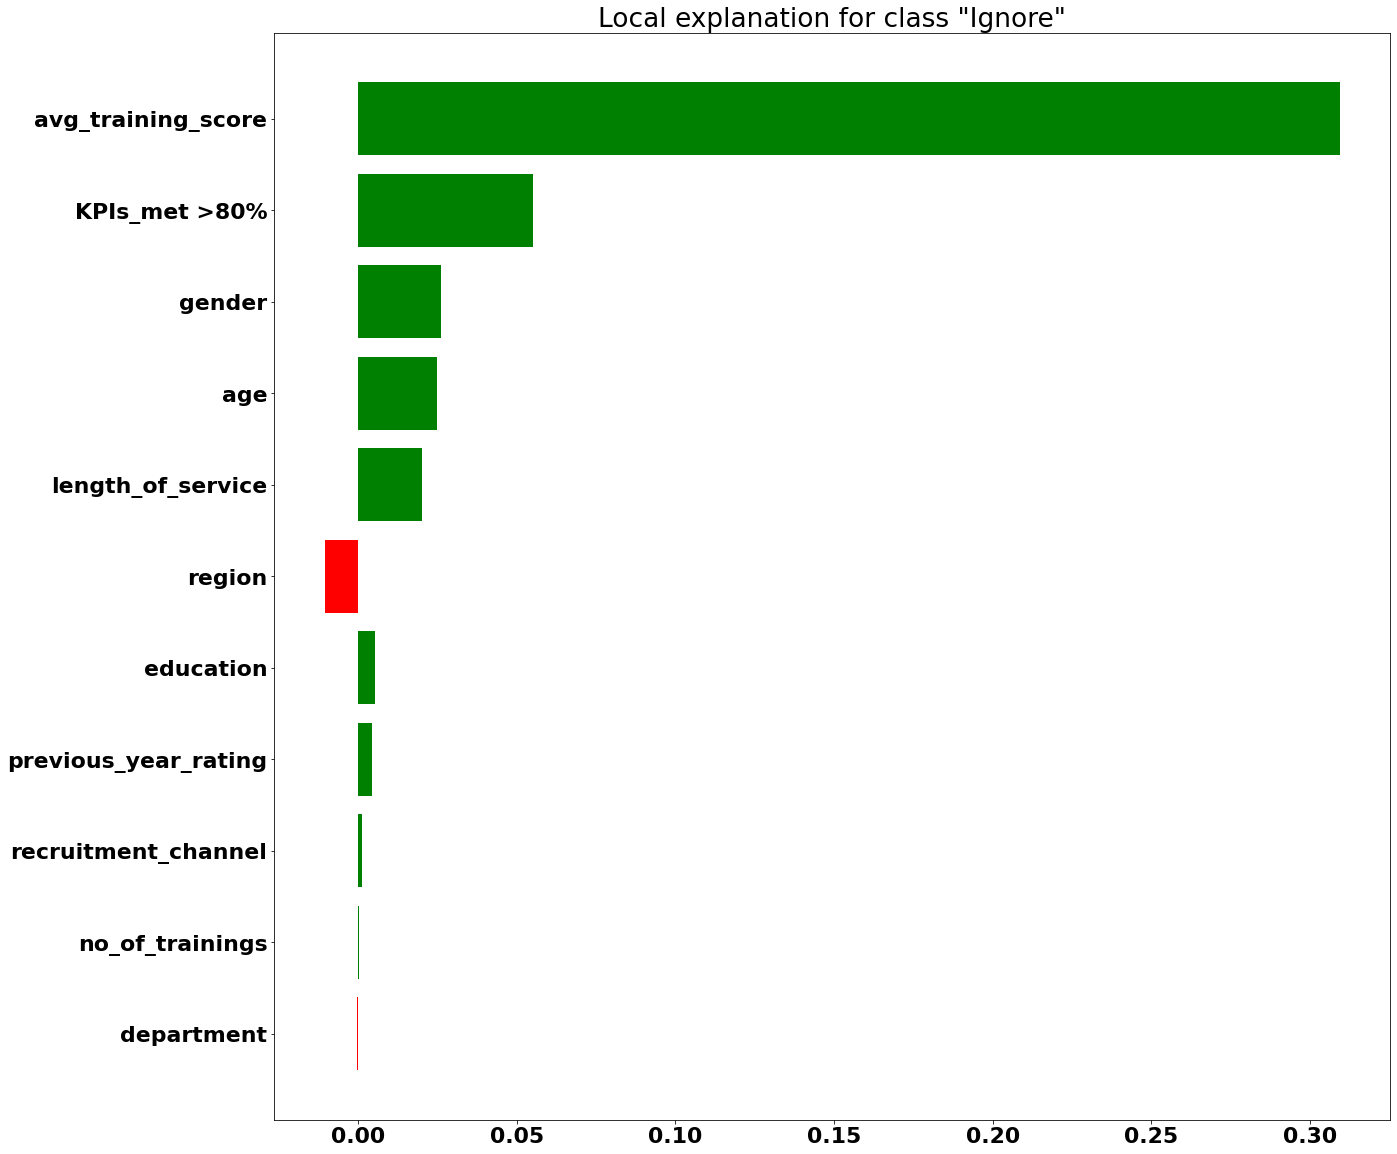 Local explanation for class "Ignore"
avg_training_score
KPIs_met >80%
gender
age
length_of_service
region
education
previous_year_rating
recruitment_channel
no_of_trainings
department
0.00 0.05 0.10 0.15 0.20 0.25 0.30